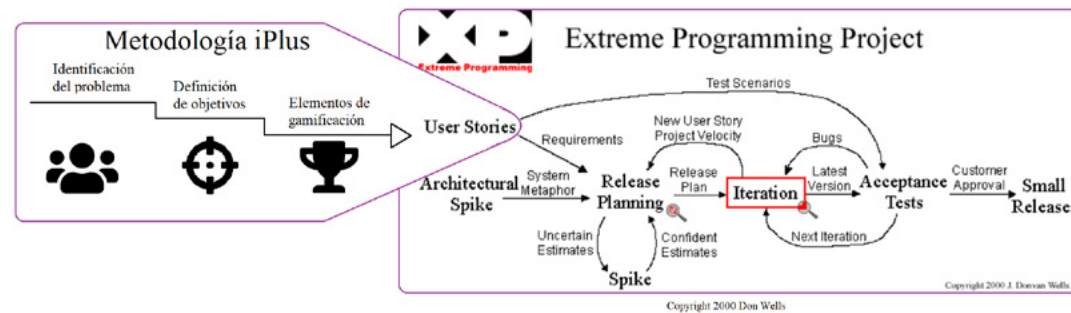 Metodología iPlus
Identificación
del problema
Definición
de objetivos
Elementos de
gamificación
XP
Extreme Programming
Extreme Programming Project
Test Scenarios
User Stories
Requirements
New User Story
Project Velocity
Bugs
Architectural
Spike
System
Metaphor
Release
Planning
Release
Plan
Iteration
Latest
Version
Acceptance
Tests
Customer
Approval
Small
Releases
Uncertain
Estimates
Confident
Estimates
Next Iteration
Spike
Copyright 2000 J. Donvan Wells
Copyright 2000 Don Wells